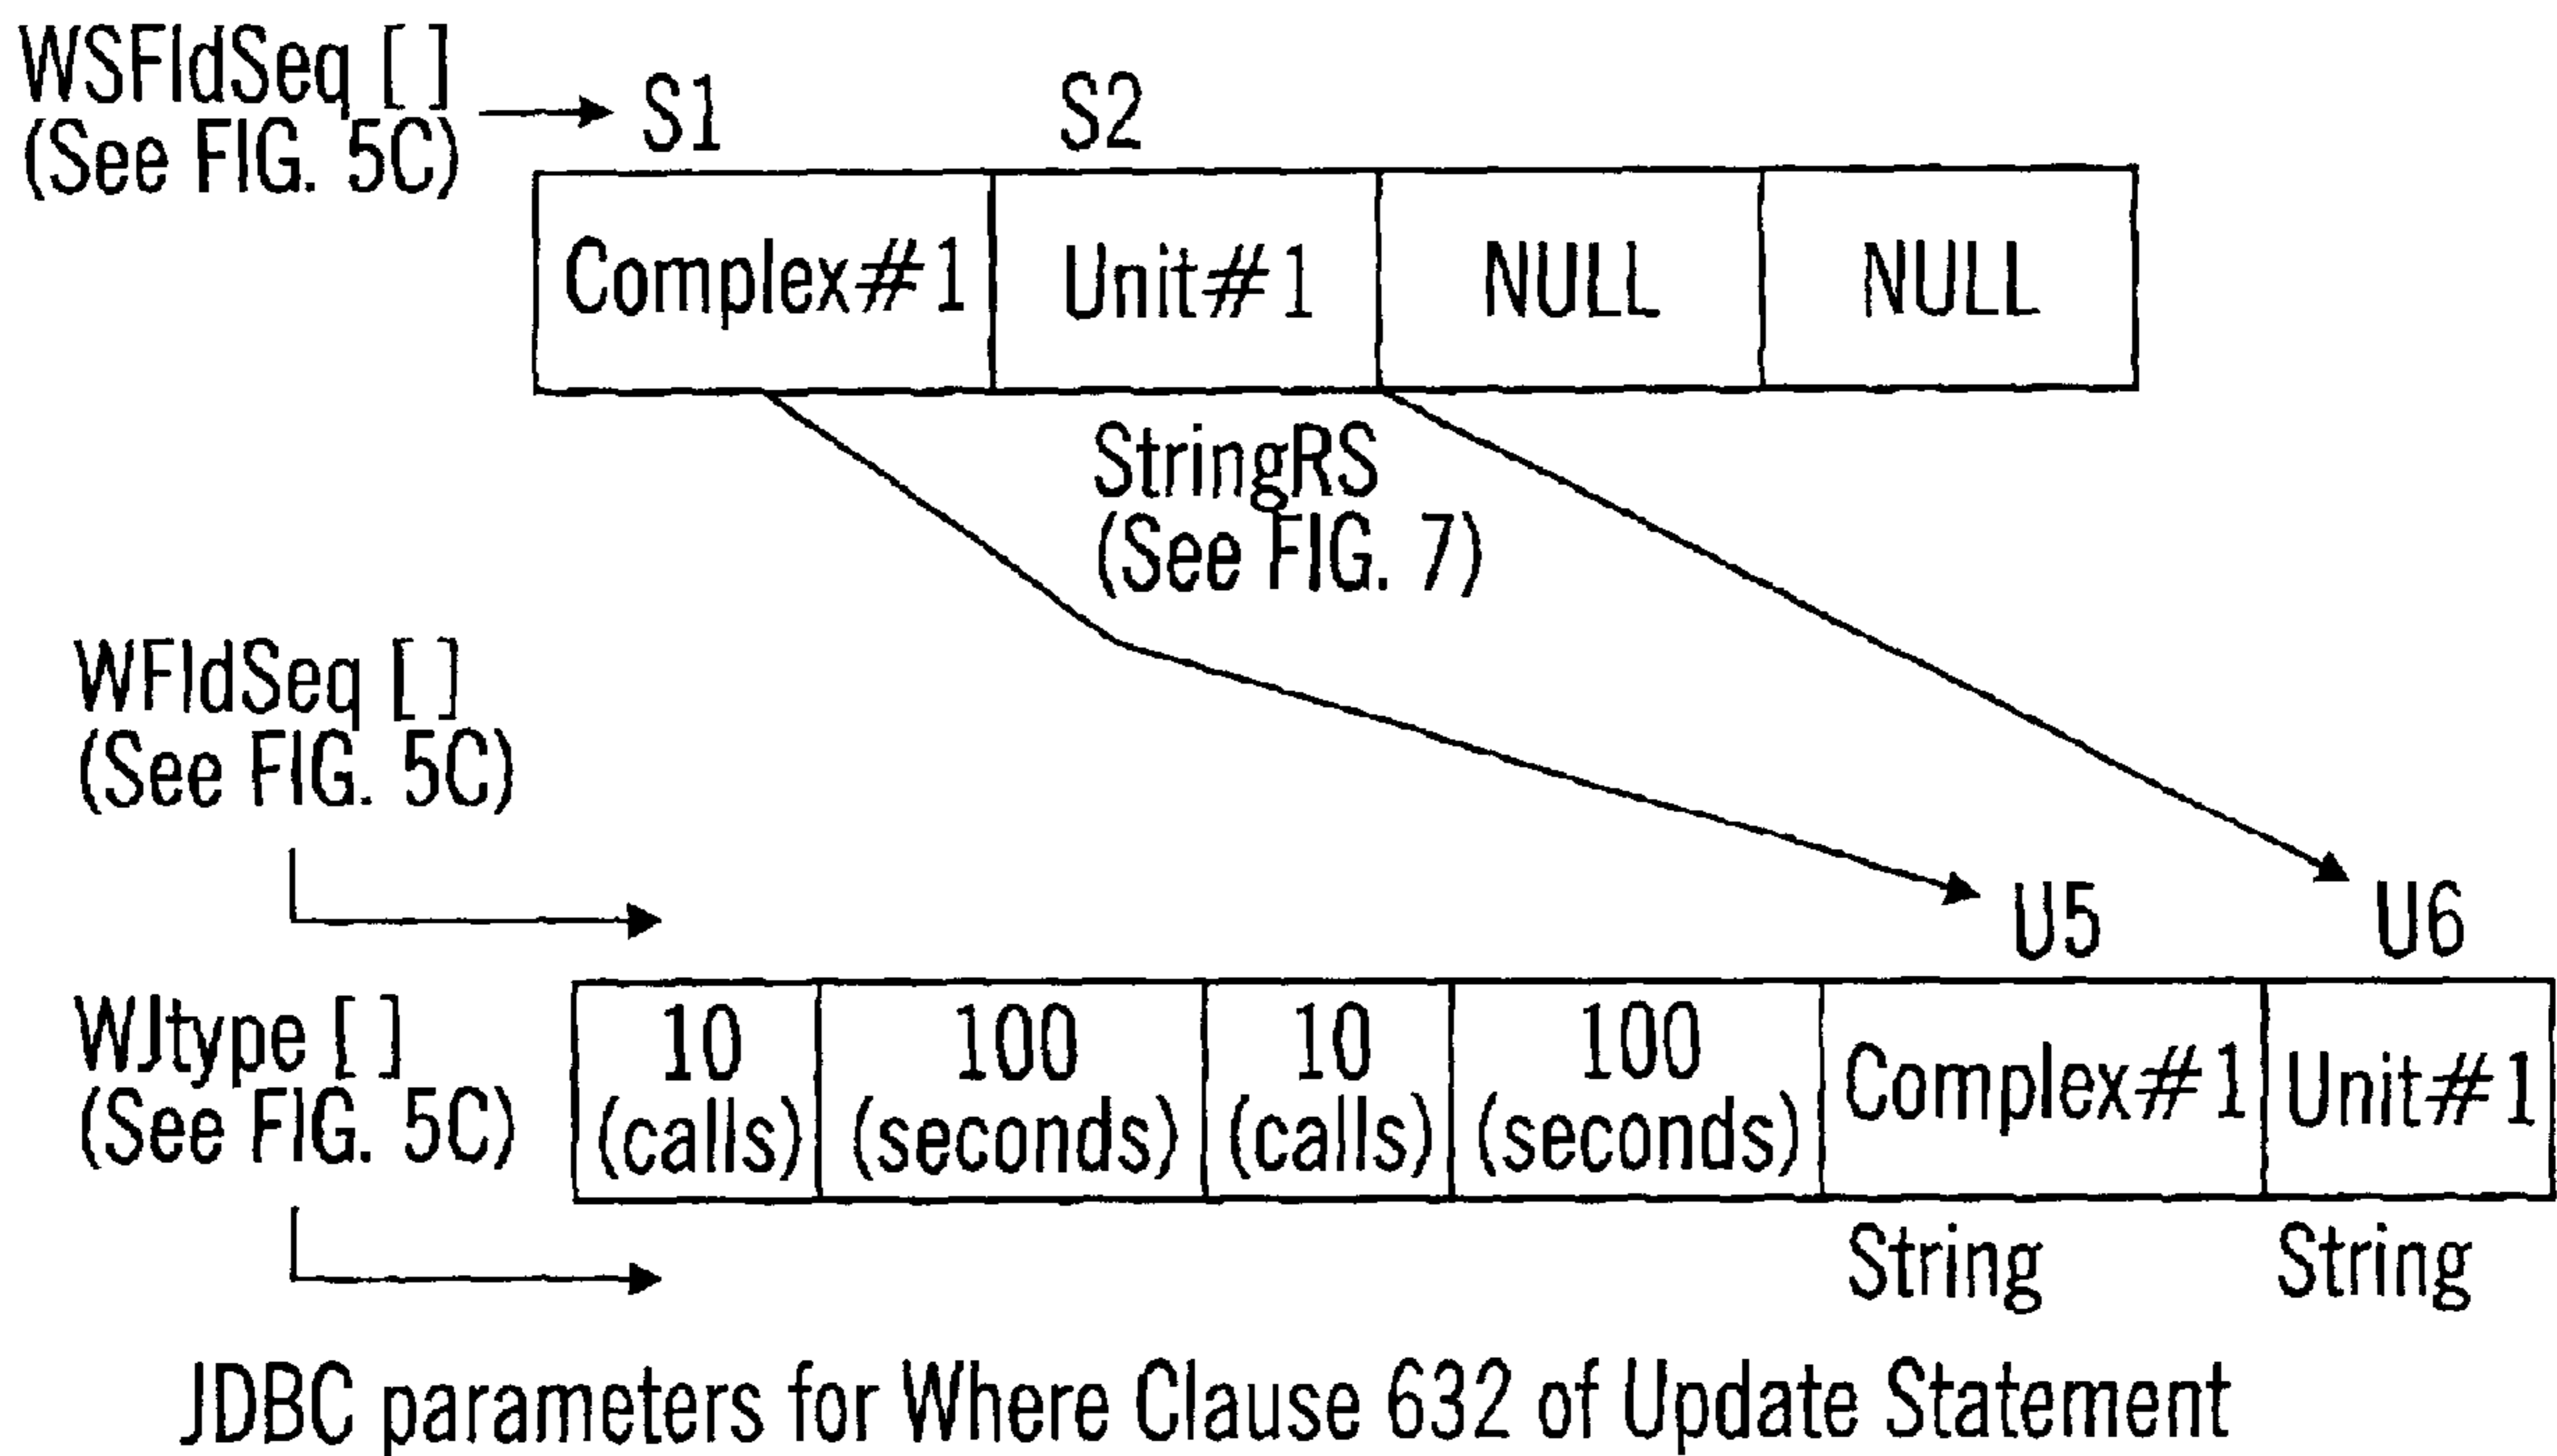 WSFldSeq [ ]
(See FIG. 5C)
S1
S2
Complex#1
Unit#1
NULL
NULL
StringRS
(See FIG. 7)
WFldSeq [ ]
(See FIG. 5C)
U5
U6
WJtype [ ]
(See FIG. 5C)
10
(calls)
100
(seconds)
10
(calls)
100
(seconds)
Complex#1
Unit#1
String
String
JDBC parameters for Where Clause 632 of Update Statement